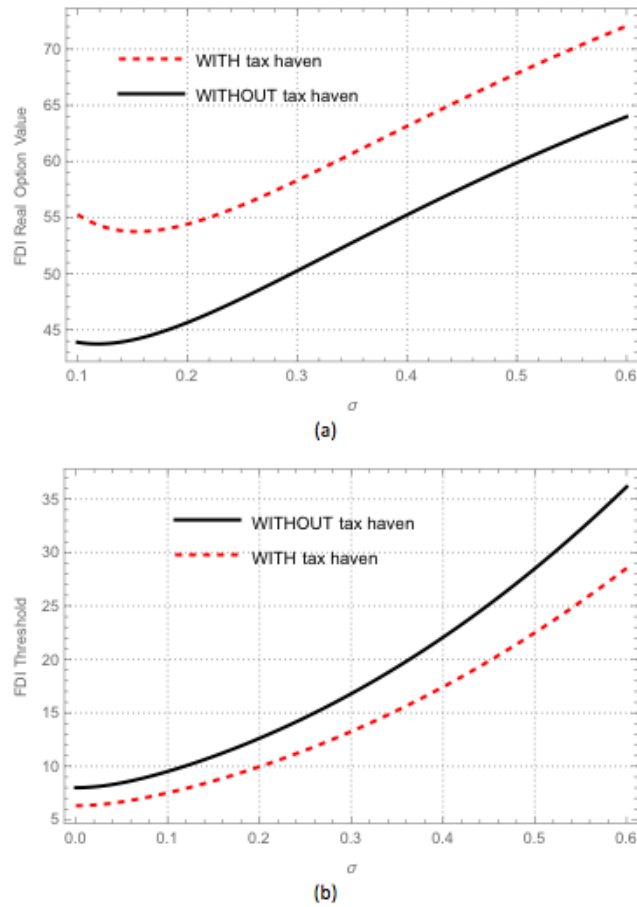 70
65
60
55
50
45
FDI Real Option Value
WITH tax haven
WITHOUT tax haven
0.1 0.2 0.3 0.4 0.5 0.6
σ
(a)
35
30
25
20
15
10
5
FDI Threshold
WITHOUT tax haven
WITH tax haven
0.0 0.1 0.2 0.3 0.4 0.5 0.6
σ
(b)